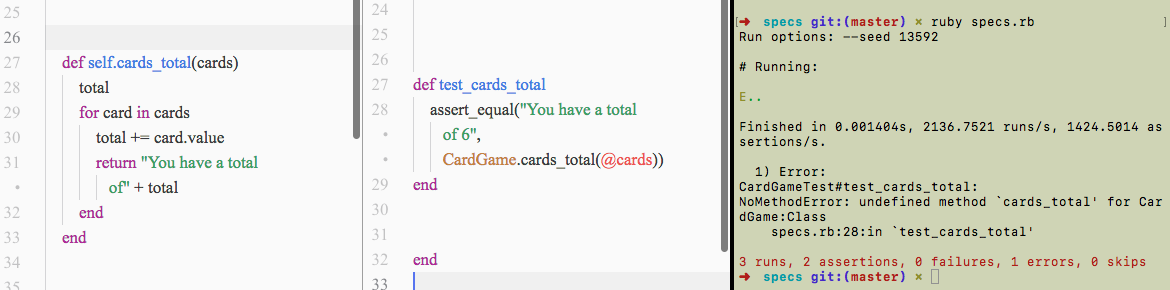 25
26
27 def self.cards_total(cards)
28 total
29 for card in cards
30 total += card.value
31 return "You have a total
• of" + total
32 end
33 end
34
24
25
26
27 def test_cards_total
28 assert_equal("You have a total
• of 6",
• CardGame.cards_total(@cards))
29 end
30
31
32 end
33
[➜ specs git:(master) × ruby specs.rb ]
Run options: --seed 13592
# Running:
E..
Finished in 0.001404s, 2136.7521 runs/s, 1424.5014 as
sertions/s.
1) Error:
CardGameTest#test_cards_total:
NoMethodError: undefined method `cards_total' for Car
dGame:Class
specs.rb:28:in `test_cards_total'
3 runs, 2 assertions, 0 failures, 1 errors, 0 skips
➜ specs git:(master) ×